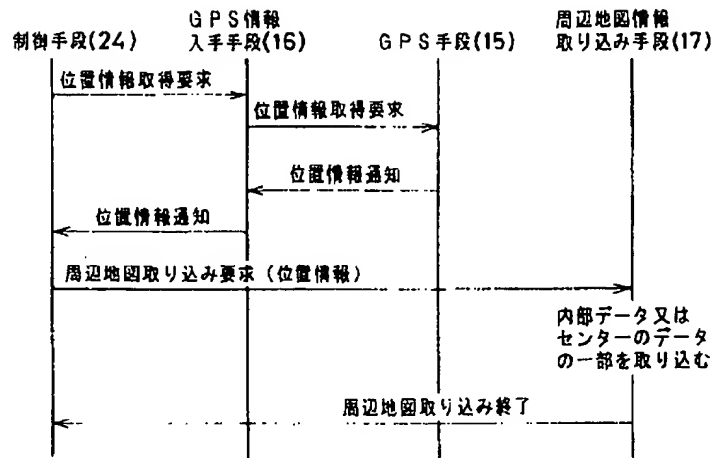 制御手段(24)
GPS情報
入手手段(16)
GPS手段(15)
周辺地図情報
取り込み手段(17)
位置情報取得要求
位置情報取得要求
位置情報通知
位置情報通知
周辺地図取り込み要求(位置情報)
内部データ又は
センターのデータ
の一部を取り込む
周辺地図取り込み終了